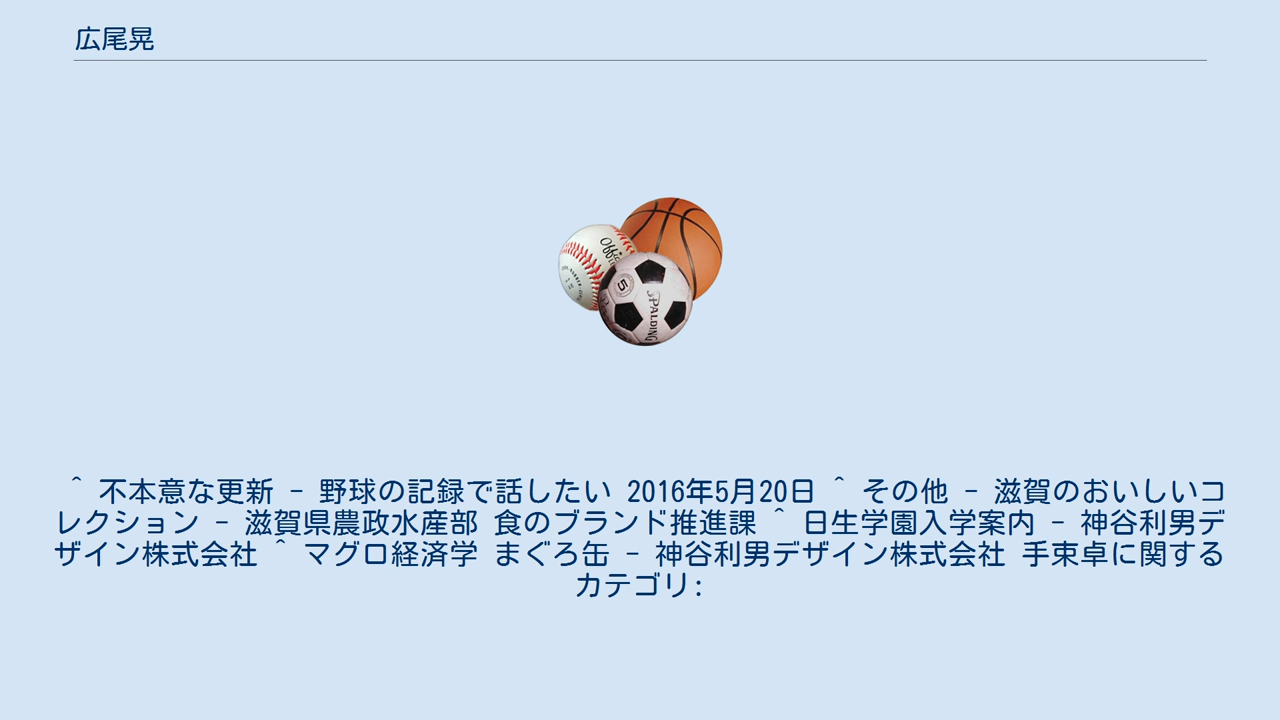 広尾晃
Offici
5
SPALDING
＾ 不本意な更新 − 野球の記録で話したい 2016年5月20日 ＾ その他 − 滋賀のおいしいコ
レクション − 滋賀県農政水産部 食のブランド推進課 ＾ 日生学園入学案内 − 神谷利男デ
ザイン株式会社 ＾ マグロ経済学 まぐろ缶 − 神谷利男デザイン株式会社 手束卓に関する
カテゴリ: